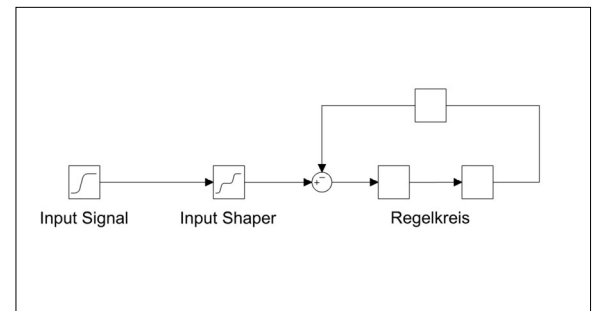 −
+
Input Signal
Input Shaper
Regelkreis